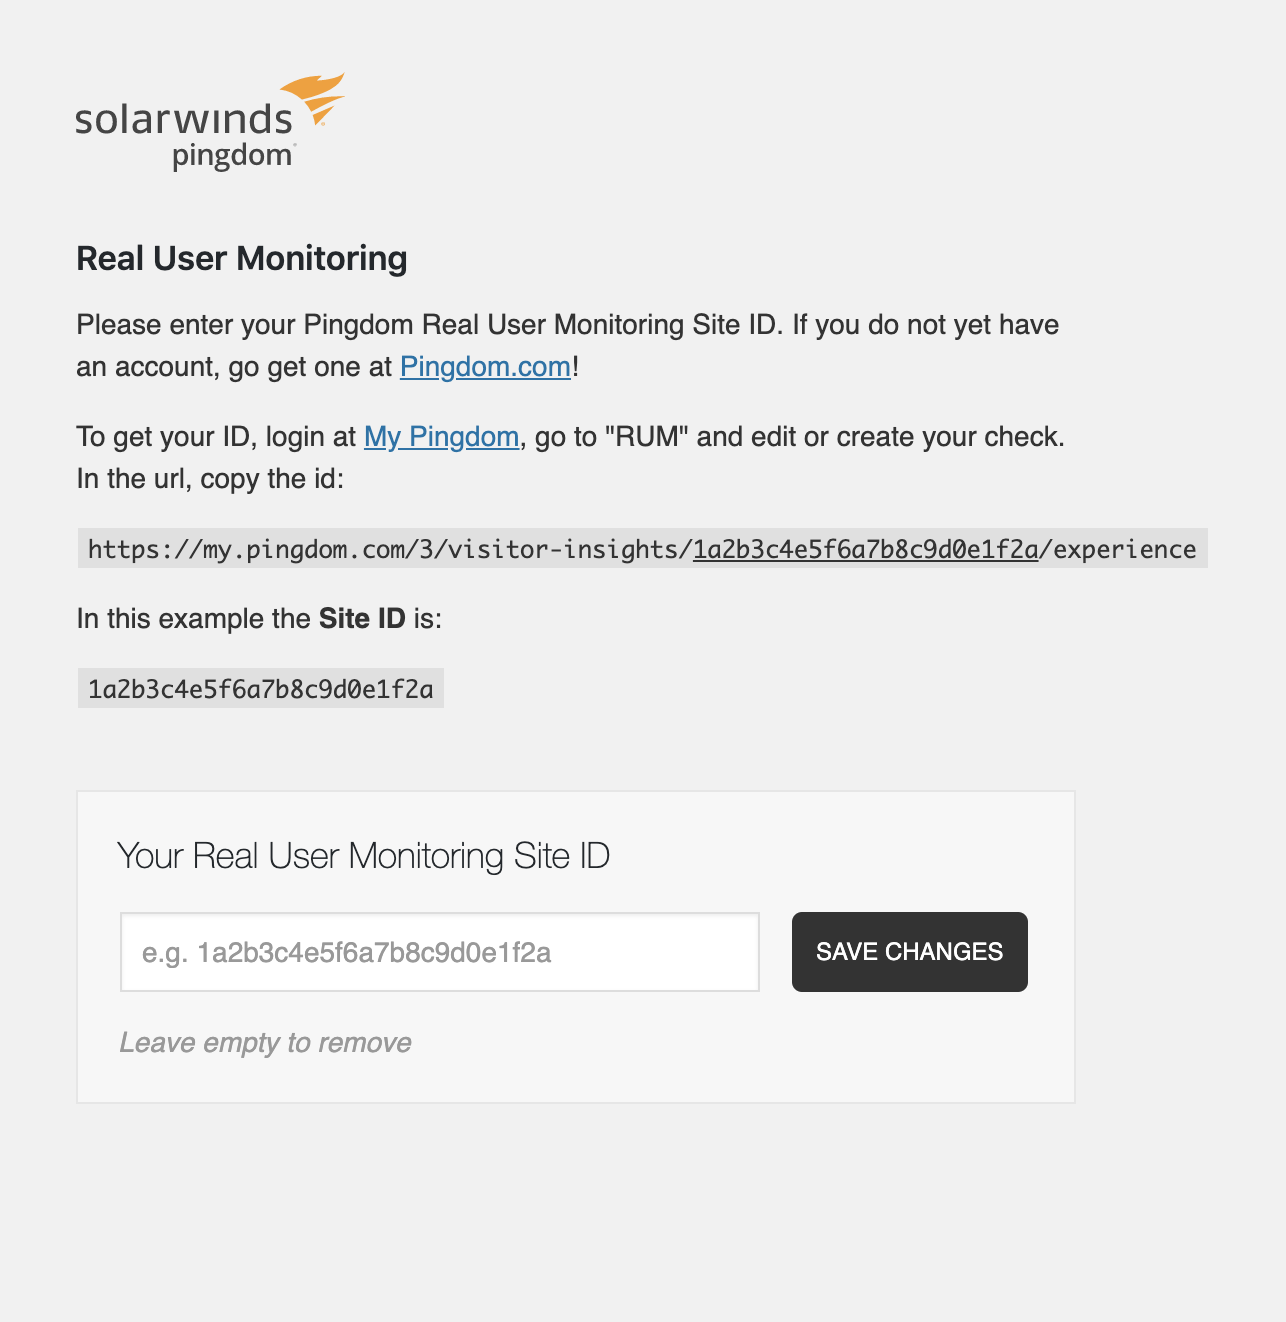 solarwinds
pingdom
Real User Monitoring
Please enter your Pingdom Real User Monitoring Site ID. If you do not yet have
an account, go get one at Pingdom.com!
To get your ID, login at My Pingdom, go to "RUM" and edit or create your check.
In the url, copy the id:
https://my.pingdom.com/3/visitor-insights/1a2b3c4e5f6a7b8c9d0e1f2a/experience
In this example the Site ID is:
1a2b3c4e5f6a7b8c9d0e1f2a
Your Real User Monitoring Site ID
e.g. 1a2b3c4e5f6a7b8c9d0e1f2a
SAVE CHANGES
Leave empty to remove